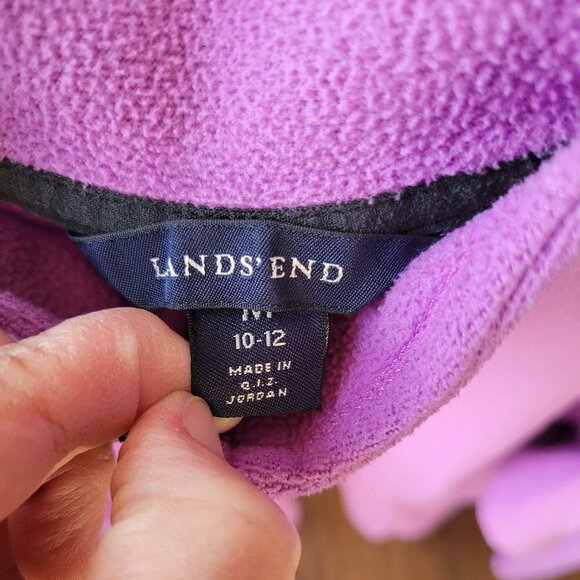 LANDS' END
M
10-12
MADE IN
Q.I.Z.
JORDAN